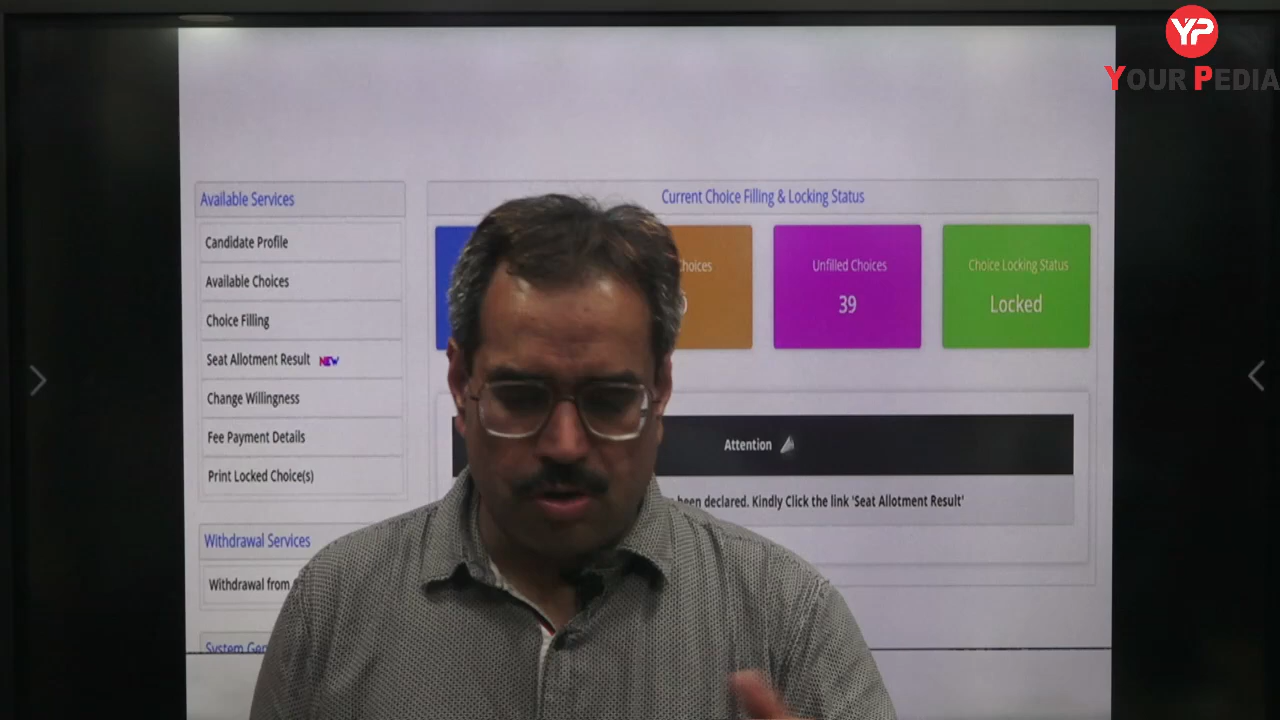 YP
YOUR PEDIA
Available Services
Candidate Profile
Available Choices
Choice Filling
Seat Allotment Result NEW
Change Willingness
Fee Payment Details
Print Locked Choice(s)
Withdrawal Services
Withdrawal from
Current Choice Filling & Locking Status
Unfilled Choices
39
Choice Locking Status
Locked
Attention
been declared. Kindly Click the link 'Seat Allotment Result'